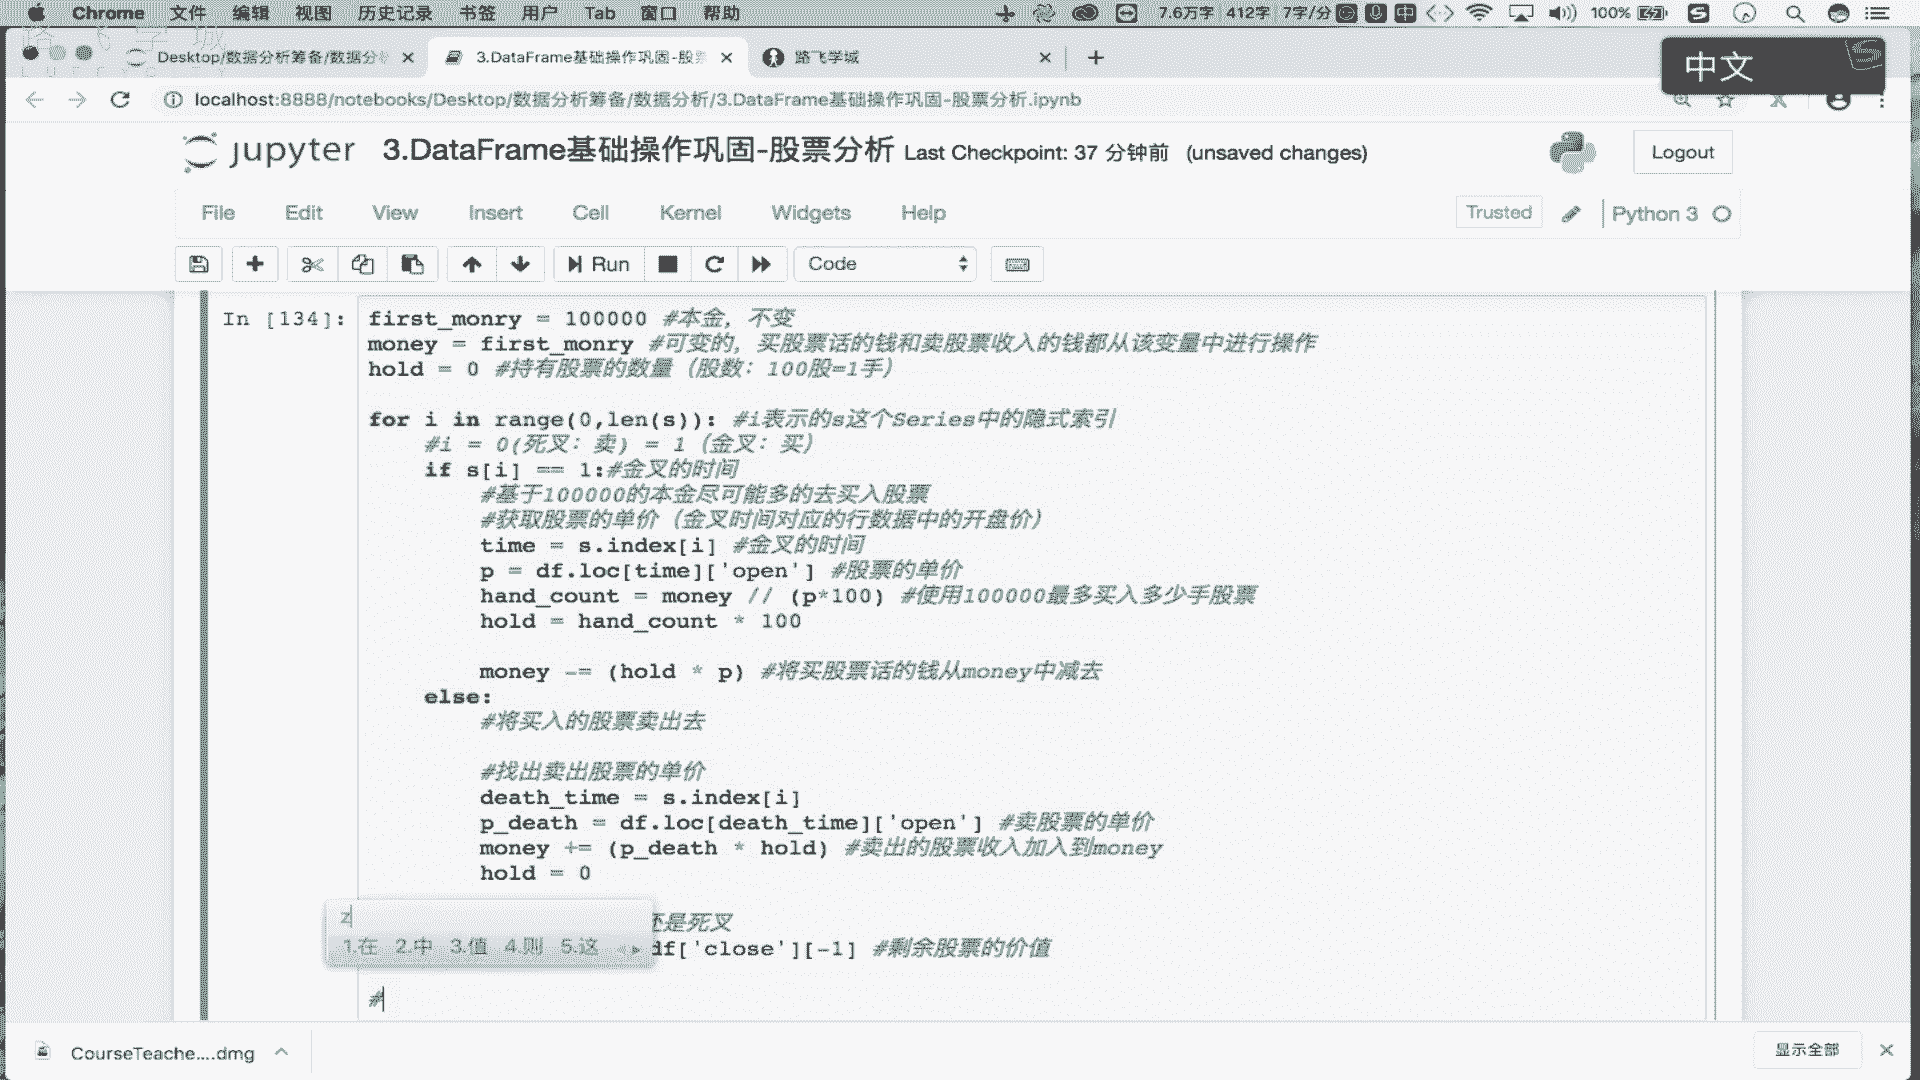 Chrome 文件 编辑 视图 历史记录 书签 用户 Tab 窗口 帮助 7.6万字 412字 7字/分 中 100%
Desktop/数据分析筹备/数据分 3.DataFrame基础操作巩固-股 路飞学城
中文
localhost:8888/notebooks/Desktop/数据分析筹备/数据分析/3.DataFrame基础操作巩固-股票分析.ipynb
jupyter 3.DataFrame基础操作巩固-股票分析 Last Checkpoint: 37 分钟前 (unsaved changes) Logout
File Edit View Insert Cell Kernel Widgets Help Trusted Python 3
Run Code
In [134]: first_monry = 100000 #本金，不变
money = first_monry #可变的，买股票话的钱和卖股票收入的钱都从该变量中进行操作
hold = 0 #持有股票的数量（股数：100股=1手）
for i in range(0,len(s)): #i表示的s这个Series中的隐式索引
#i = 0(死叉：卖) = 1（金叉：买）
if s[i] == 1:#金叉的时间
#基于100000的本金尽可能多的去买入股票
#获取股票的单价（金叉时间对应的行数据中的开盘价）
time = s.index[i] #金叉的时间
p = df.loc[time]['open'] #股票的单价
hand_count = money // (p*100) #使用100000最多买入多少手股票
hold = hand_count * 100
money -= (hold * p) #将买股票话的钱从money中减去
else:
#将买入的股票卖出去
#找出卖出股票的单价
death_time = s.index[i]
p_death = df.loc[death_time]['open'] #卖股票的单价
money += (p_death * hold) #卖出的股票收入加入到money
hold = 0
z 还是死叉
1.在 2.中 3.值 4.则 5.这 df['close'][-1] #剩余股票的价值
#
CourseTeache....dmg 显示全部